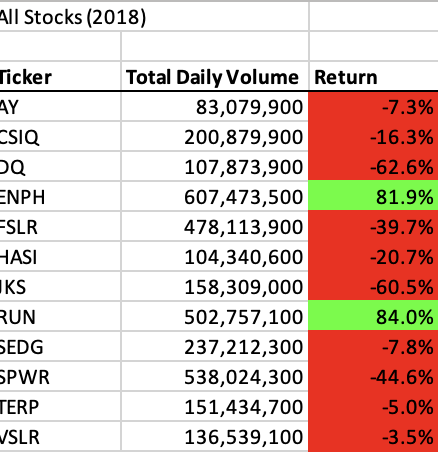 All Stocks (2018)
Ticker Total Daily Volume Return
AY 83,079,900 -7.3%
CSIQ 200,879,900 -16.3%
DQ 107,873,900 -62.6%
ENPH 607,473,500 81.9%
FSLR 478,113,900 -39.7%
HASI 104,340,600 -20.7%
JKS 158,309,000 -60.5%
RUN 502,757,100 84.0%
SEDG 237,212,300 -7.8%
SPWR 538,024,300 -44.6%
TERP 151,434,700 -5.0%
VSLR 136,539,100 -3.5%